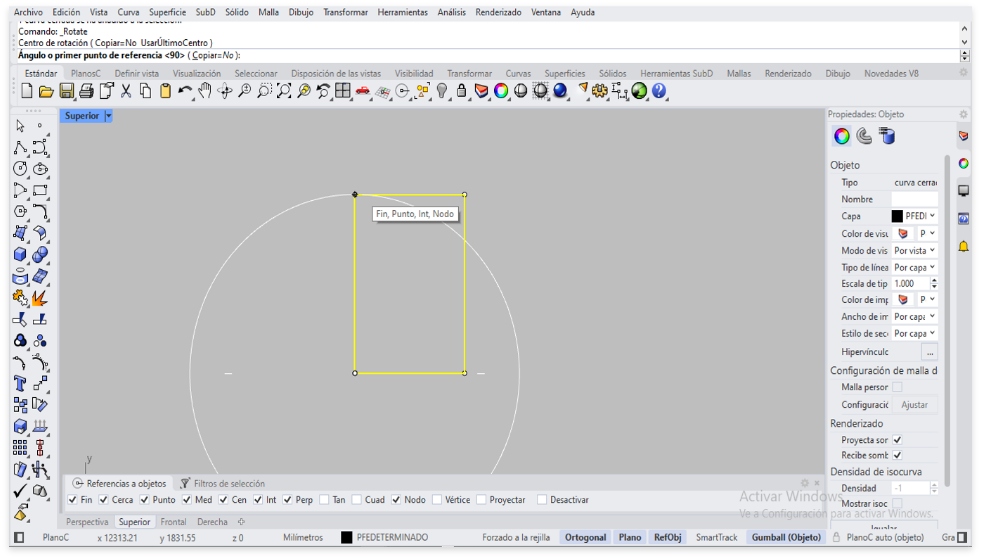 Archivo Edición Vista Curva Superficie SubD Sólido Malla Dibujo Transformar Herramientas Análisis Renderizado Ventana Ayuda
Comando: _Rotate
Centro de rotación ( Copiar=No UsarÚltimoCentro )
Ángulo o primer punto de referencia <90> ( Copiar=No ):
Estándar PlanosC Definir vista Visualización Seleccionar Disposición de las vistas Visibilidad Transformar Curvas Superficies Sólidos Herramientas SubD Mallas Renderizado Dibujo Novedades V8
Superior
Propiedades: Objeto
Objeto
Tipo curva cerrad
Nombre
Capa PFEDI
Color de visu P
Modo de vis Por vista
Tipo de línea Por capa
Escala de tip 1.000
Color de imp P
Ancho de im Por capa
Estilo de sec Por capa
Hipervínculo ...
Configuración de malla d
Malla person
Configuració Ajustar
Renderizado
Proyecta son
Recibe somb
Densidad de isocurva
Densidad -1
Mostrar isoc
Fin, Punto, Int, Nodo
y
Referencias a objetos Filtros de selección
Fin Cerca Punto Med Cen Int Perp Tan Cuad Nodo Vértice Proyectar Desactivar
Activar Windows
Ve a Configuración para activar Windows.
Perspectiva Superior Frontal Derecha
PlanoC x 12313.21 y 1831.55 z 0 Milímetros PFEDETERMINADO Forzado a la rejilla Ortogonal Plano RefObj SmartTrack Gumball (Objeto) PlanoC auto (objeto) Gra